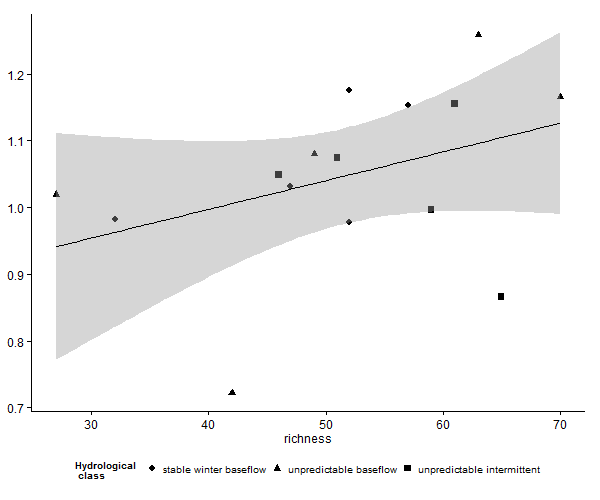 1.2
1.1
1.0
0.9
0.8
0.7
30 40 50 60 70
richness
Hydrological
class
stable winter baseflow unpredictable baseflow unpredictable intermittent